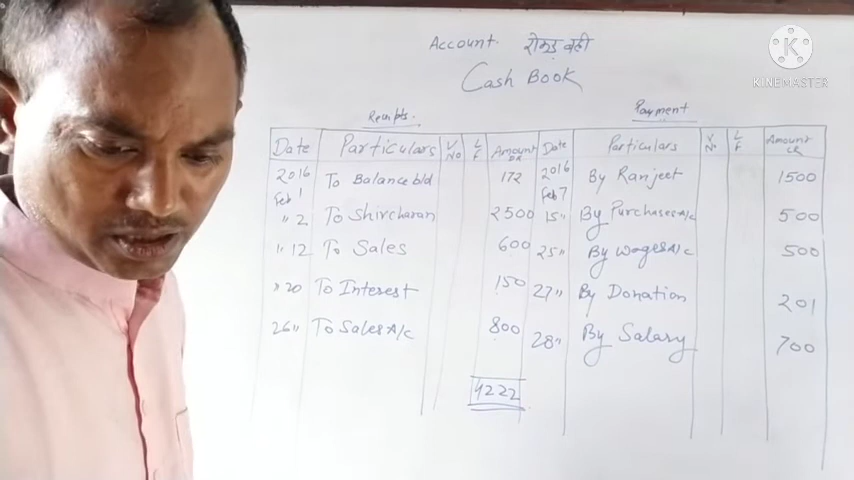 Account रोकड़ बही
Cash Book
K
KINEMASTER
Receipts. Payment
Date Particulars V No L F Amount DR Date Particulars V No L F Amount CR
2016 Feb 1 To Balance b/d 172 2016 Feb 7 By Ranjeet 1500
" 2 To Shircharan 2500 15" By Purchases A/c 500
" 12 To Sales 600 25" By wages A/c 500
" 20 To Interest 150 27" By Donation 201
26" To Sales A/c 800 28" By Salary 700
4222